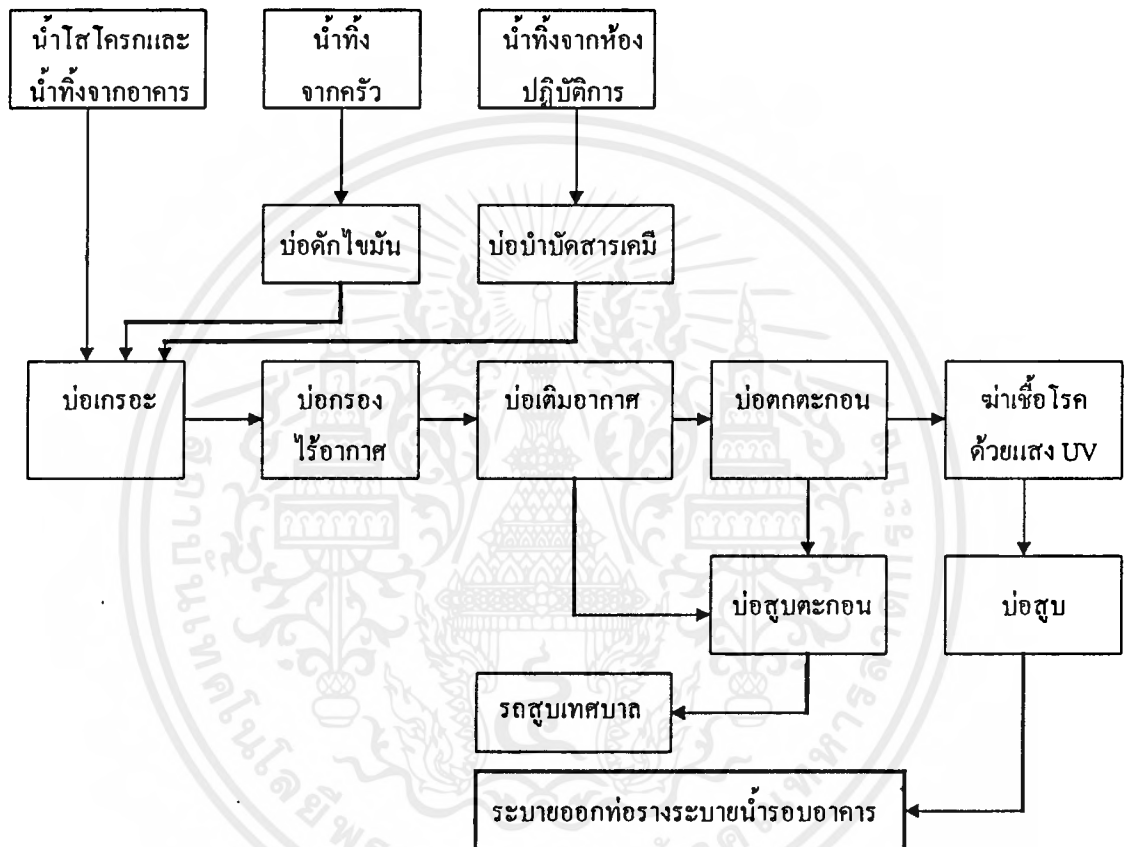 น้ำโสโครกและ
น้ำทิ้งจากอาคาร
น้ำทิ้ง
จากครัว
น้ำทิ้งจากห้อง
ปฏิบัติการ
บ่อดักไขมัน
บ่อบำบัดสารเคมี
บ่อเกรอะ
บ่อกรอง
ไร้อากาศ
บ่อเติมอากาศ
บ่อตกตะกอน
ฆ่าเชื้อโรค
ด้วยแสง UV
บ่อสูบตะกอน
บ่อสูบ
รถสูบเทศบาล
ระบายออกท่อรางระบายน้ำรอบอาคาร